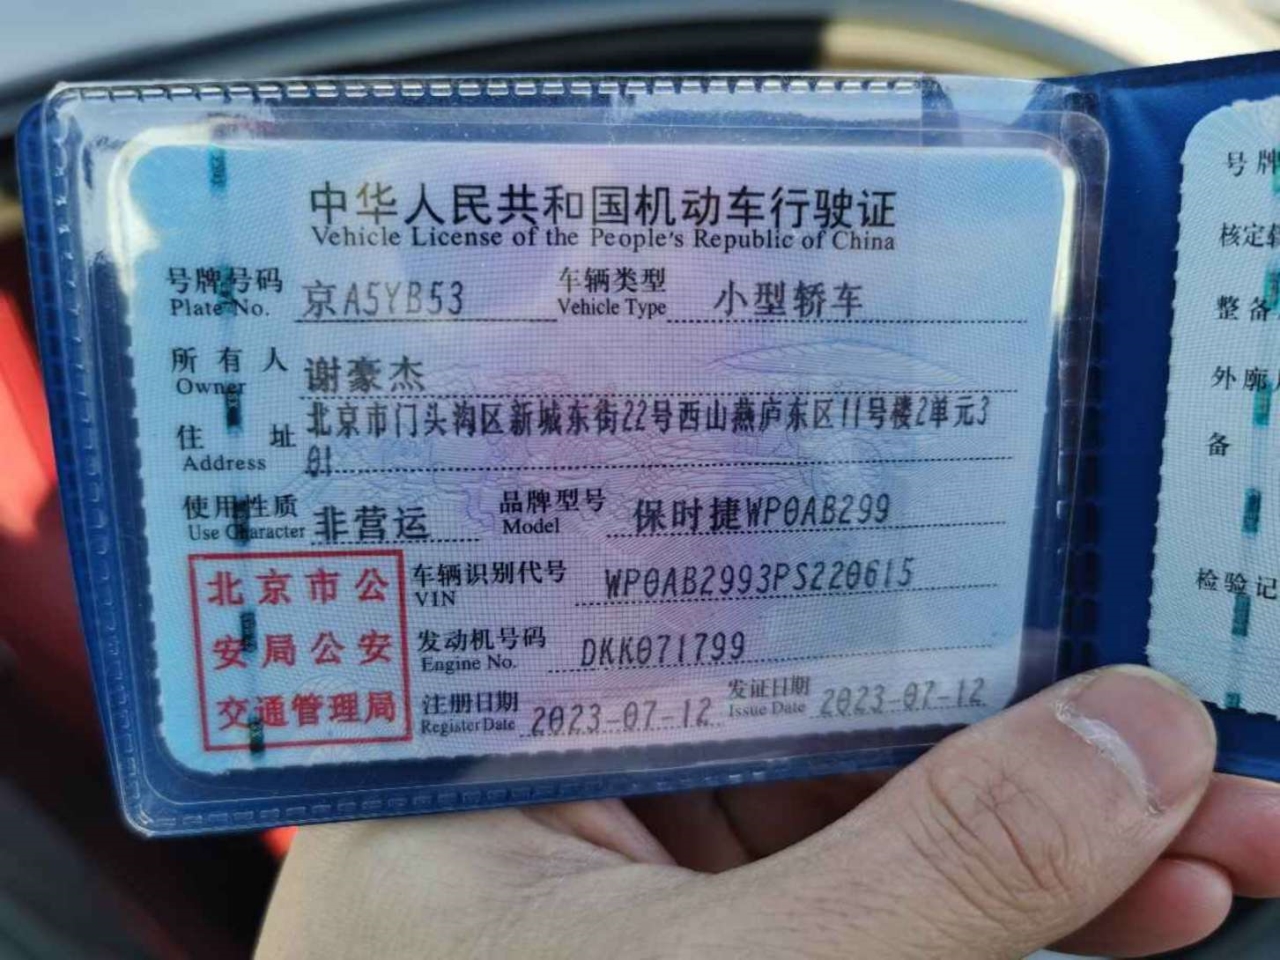 中华人民共和国机动车行驶证
Vehicle License of the People's Republic of China
号牌号码 京A5YB53 车辆类型 小型轿车
Plate No. Vehicle Type
所有人 谢豪杰
Owner
住址 北京市门头沟区新城东街22号西山燕庐东区11号楼2单元3
Address 01
使用性质 非营运 品牌型号 保时捷WP0AB299
Use Character Model
北京市公 车辆识别代号 WP0AB2993PS220615
VIN
安局公安 发动机号码 DKK071799
Engine No.
交通管理局 注册日期 2023-07-12 发证日期 2023-07-12
Register Date Issue Date
号牌
核定
整备
外廓
备
检验记